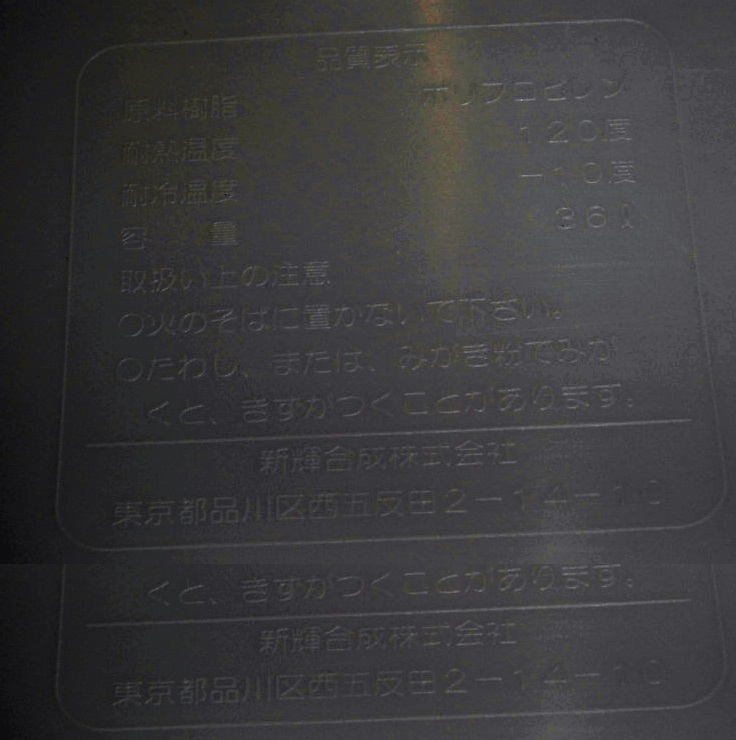 品質表示
原料樹脂 ポリプロピレン
耐熱温度 120度
耐冷温度 -10度
容 量 36ℓ
取扱い上の注意
○火のそばに置かないで下さい。
○たわし、または、みがき粉でみが
くと、きずがつくことがあります。
新輝合成株式会社
東京都品川区西五反田2-14-10
くと、きずがつくことがあります。
新輝合成株式会社
東京都品川区西五反田2-14-10